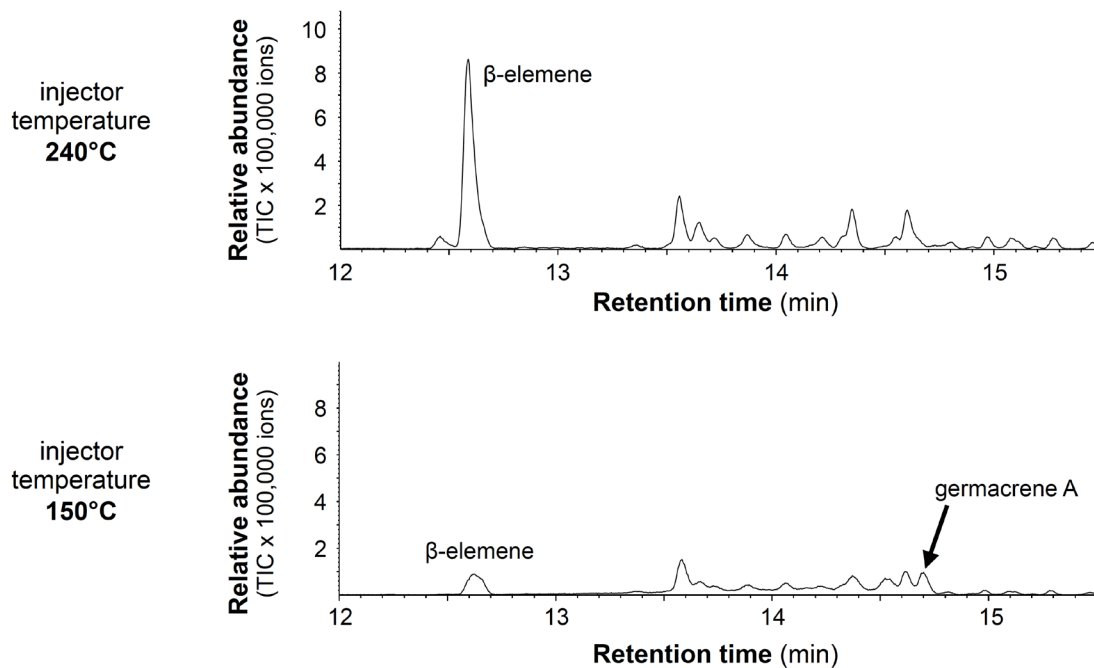 injector
temperature
240°C
Relative abundance
(TIC x 100,000 ions)
10
8
6
4
2
β-elemene
12
13
14
15
Retention time (min)
injector
temperature
150°C
Relative abundance
(TIC x 100,000 ions)
8
6
4
2
β-elemene
germacrene A
12
13
14
15
Retention time (min)